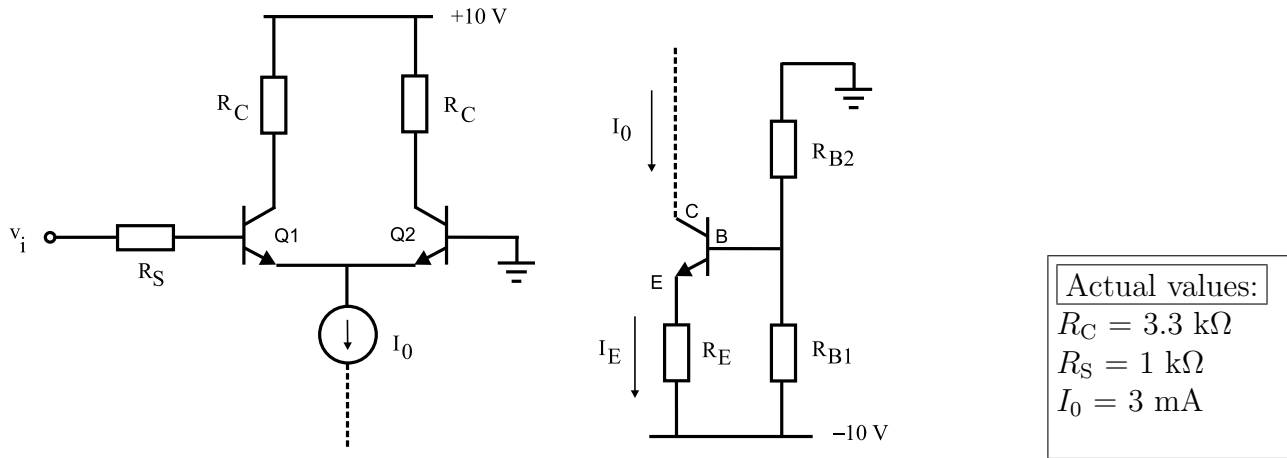 +10 V
R_C
R_C
v_i
R_S
Q1
Q2
I_0
I_0
C
B
E
R_B2
I_E
R_E
R_B1
−10 V
Actual values:
R_C = 3.3 kΩ
R_S = 1 kΩ
I_0 = 3 mA